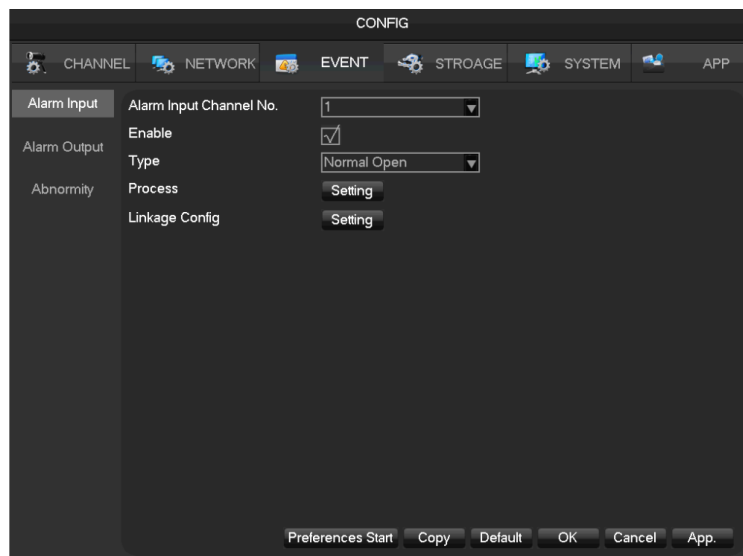 CONFIG
CHANNEL NETWORK EVENT STROAGE SYSTEM APP
Alarm Input
Alarm Output
Abnormity
Alarm Input Channel No. 1
Enable
Type Normal Open
Process Setting
Linkage Config Setting
Preferences Start Copy Default OK Cancel App.